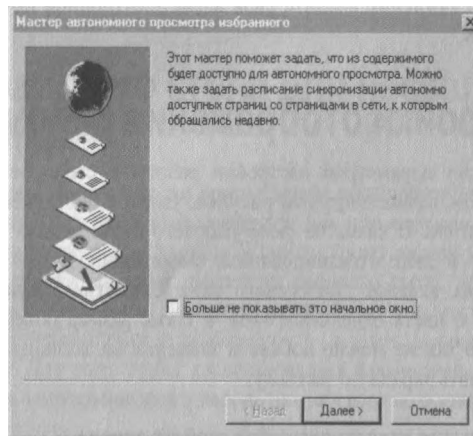 Мастер автономного просмотра избранного
Этот мастер поможет задать, что из содержимого
будет доступно для автономного просмотра. Можно
также задать расписание синхронизации автономно
доступных страниц со страницами в сети, к которым
обращались недавно.
Больше не показывать это начальное окно.
< Назад
Далее >
Отмена